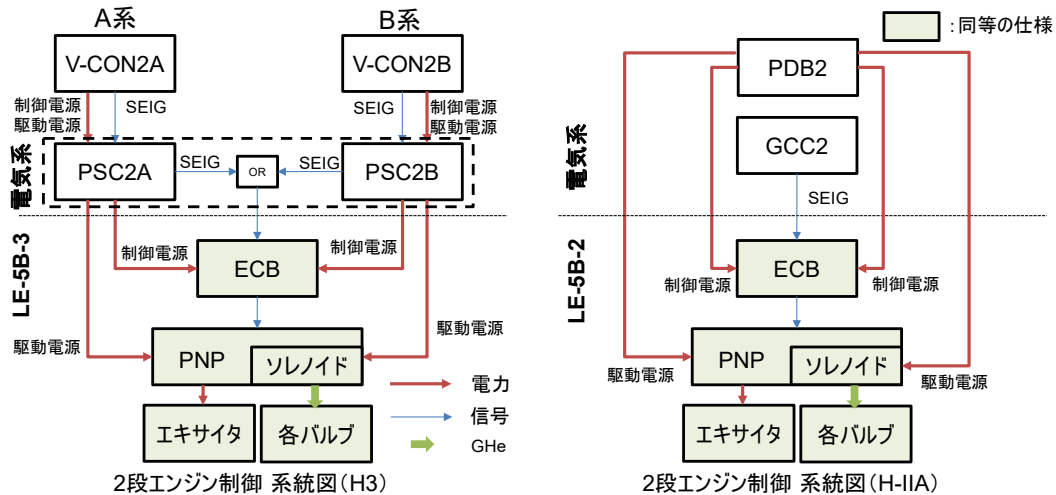 A系
B系
V-CON2A
V-CON2B
制御電源
駆動電源
SEIG
SEIG
制御電源
駆動電源
電気系
PSC2A
SEIG
OR
SEIG
PSC2B
LE-5B-3
制御電源
ECB
制御電源
駆動電源
PNP
ソレノイド
エキサイタ
各バルブ
電力
信号
GHe
2段エンジン制御 系統図(H3)
:同等の仕様
PDB2
電気系
GCC2
SEIG
LE-5B-2
ECB
制御電源
制御電源
PNP
ソレノイド
駆動電源
駆動電源
エキサイタ
各バルブ
2段エンジン制御 系統図(H-IIA)